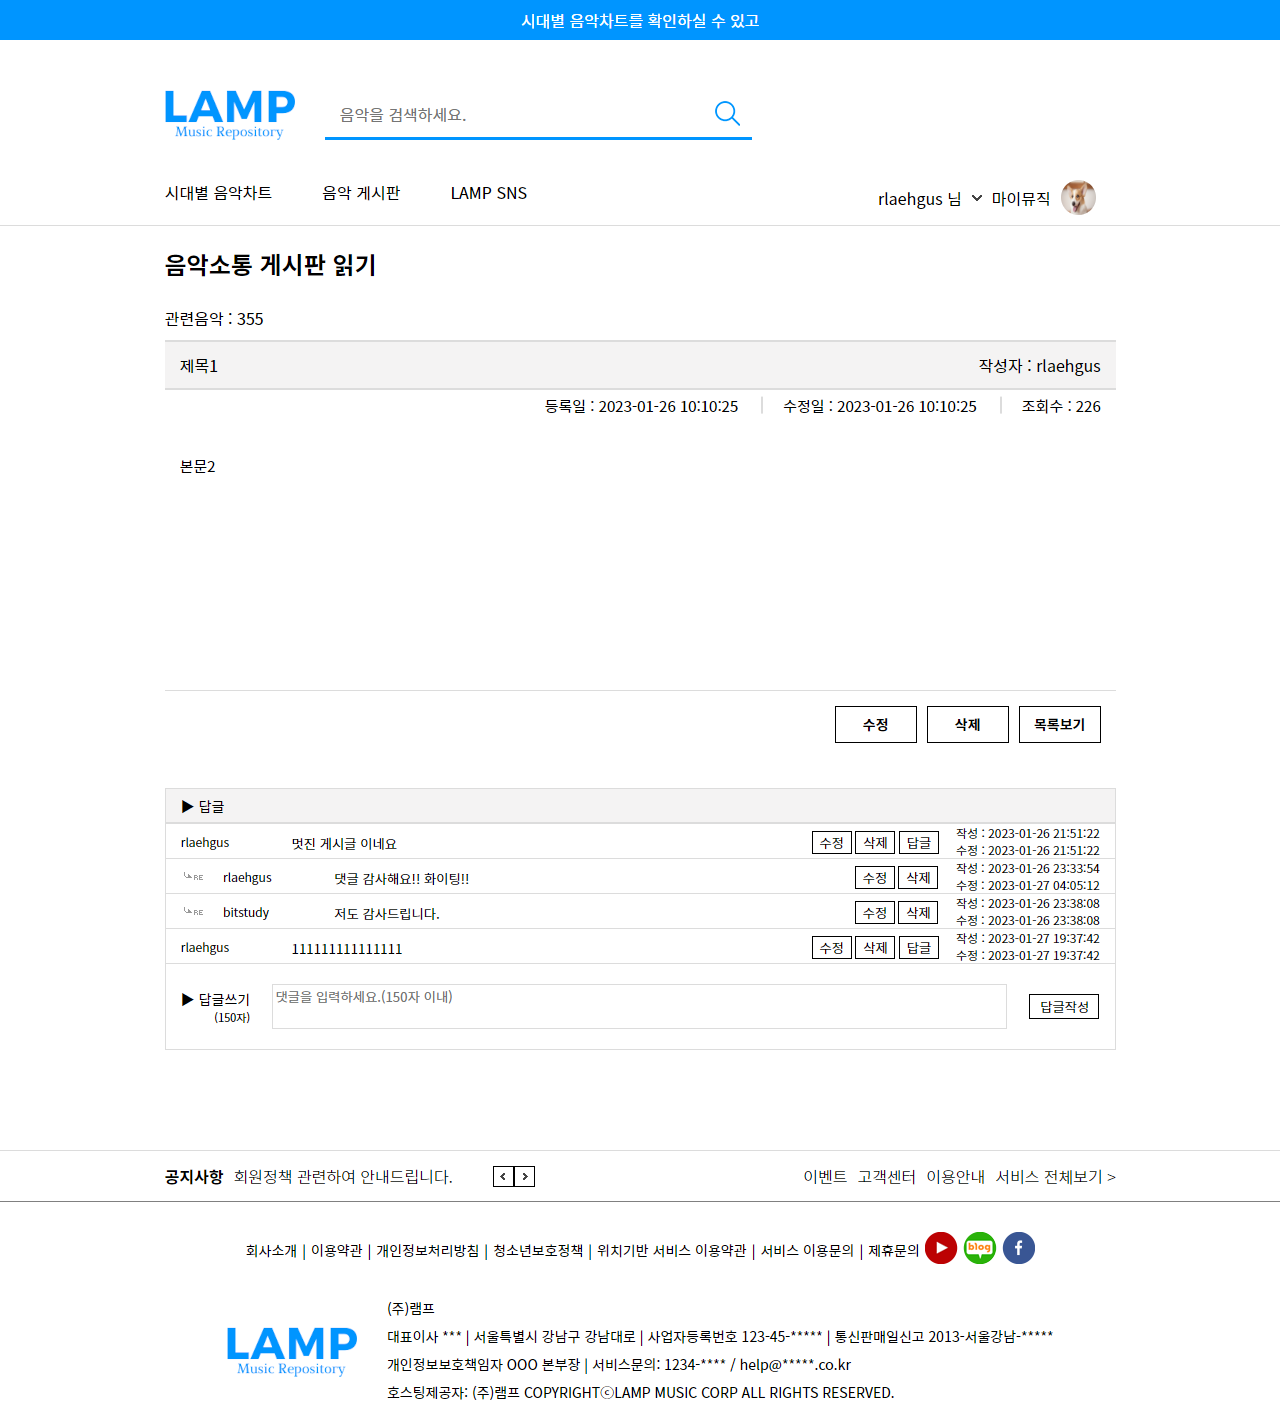 시대별 음악차트를 확인하실 수 있고
LAMP
Music Repository
음악을 검색하세요.
시대별 음악차트 음악 게시판 LAMP SNS
rlaehgus 님 마이뮤직
음악소통 게시판 읽기
관련음악 : 355
제목1 작성자 : rlaehgus
등록일 : 2023-01-26 10:10:25 수정일 : 2023-01-26 10:10:25 조회수 : 226
본문2
수정 삭제 목록보기
▶ 답글
rlaehgus 멋진 게시글 이네요 수정 삭제 답글 작성 : 2023-01-26 21:51:22
수정 : 2023-01-26 21:51:22
RE rlaehgus 댓글 감사해요!! 화이팅!! 수정 삭제 작성 : 2023-01-26 23:33:54
수정 : 2023-01-27 04:05:12
RE bitstudy 저도 감사드립니다. 수정 삭제 작성 : 2023-01-26 23:38:08
수정 : 2023-01-26 23:38:08
rlaehgus 111111111111111 수정 삭제 답글 작성 : 2023-01-27 19:37:42
수정 : 2023-01-27 19:37:42
▶ 답글쓰기 댓글을 입력하세요.(150자 이내) 답글작성
(150자)
공지사항 회원정책 관련하여 안내드립니다. 이벤트 고객센터 이용안내 서비스 전체보기 >
회사소개 | 이용약관 | 개인정보처리방침 | 청소년보호정책 | 위치기반 서비스 이용약관 | 서비스 이용문의 | 제휴문의 blog f
(주)램프
LAMP
Music Repository
대표이사 *** | 서울특별시 강남구 강남대로 | 사업자등록번호 123-45-***** | 통신판매일신고 2013-서울강남-*****
개인정보보호책임자 OOO 본부장 | 서비스문의: 1234-**** / help@*****.co.kr
호스팅제공자: (주)램프 COPYRIGHTⓒLAMP MUSIC CORP ALL RIGHTS RESERVED.